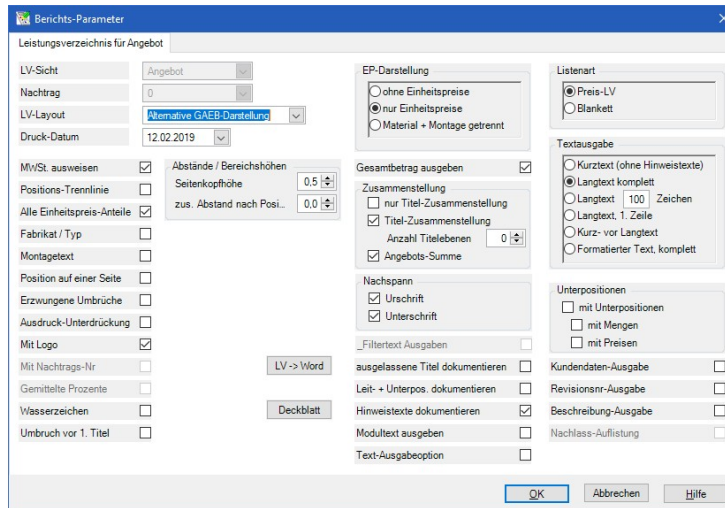 Berichts-Parameter
Leistungsverzeichnis für Angebot
LV-Sicht
Angebot
Nachtrag
0
LV-Layout
Alternative GAEB-Darstellung
Druck-Datum
12.02.2019
MWSt. ausweisen
Positions-Trennlinie
Alle Einheitspreis-Anteile
Fabrikat / Typ
Montagetext
Position auf einer Seite
Erzwungene Umbrüche
Ausdruck-Unterdrückung
Mit Logo
Mit Nachtrags-Nr
Gemittelte Prozente
Wasserzeichen
Umbruch vor 1. Titel
Abstände / Bereichshöhen
Seitenkopfhöhe 0,5
zus. Abstand nach Posi... 0,0
LV -> Word
Deckblatt
EP-Darstellung
ohne Einheitspreise
nur Einheitspreise
Material + Montage getrennt
Gesamtbetrag ausgeben
Zusammenstellung
nur Titel-Zusammenstellung
Titel-Zusammenstellung
Anzahl Titelebenen 0
Angebots-Summe
Nachspann
Urschrift
Unterschrift
_Filtertext Ausgaben
ausgelassene Titel dokumentieren
Leit- + Unterpos. dokumentieren
Hinweistexte dokumentieren
Modultext ausgeben
Text-Ausgabeoption
Listenart
Preis-LV
Blankett
Textausgabe
Kurztext (ohne Hinweistexte)
Langtext komplett
Langtext 100 Zeichen
Langtext, 1. Zeile
Kurz- vor Langtext
Formatierter Text, komplett
Unterpositionen
mit Unterpositionen
mit Mengen
mit Preisen
Kundendaten-Ausgabe
Revisionsnr-Ausgabe
Beschreibung-Ausgabe
Nachlass-Auflistung
OK
Abbrechen
Hilfe